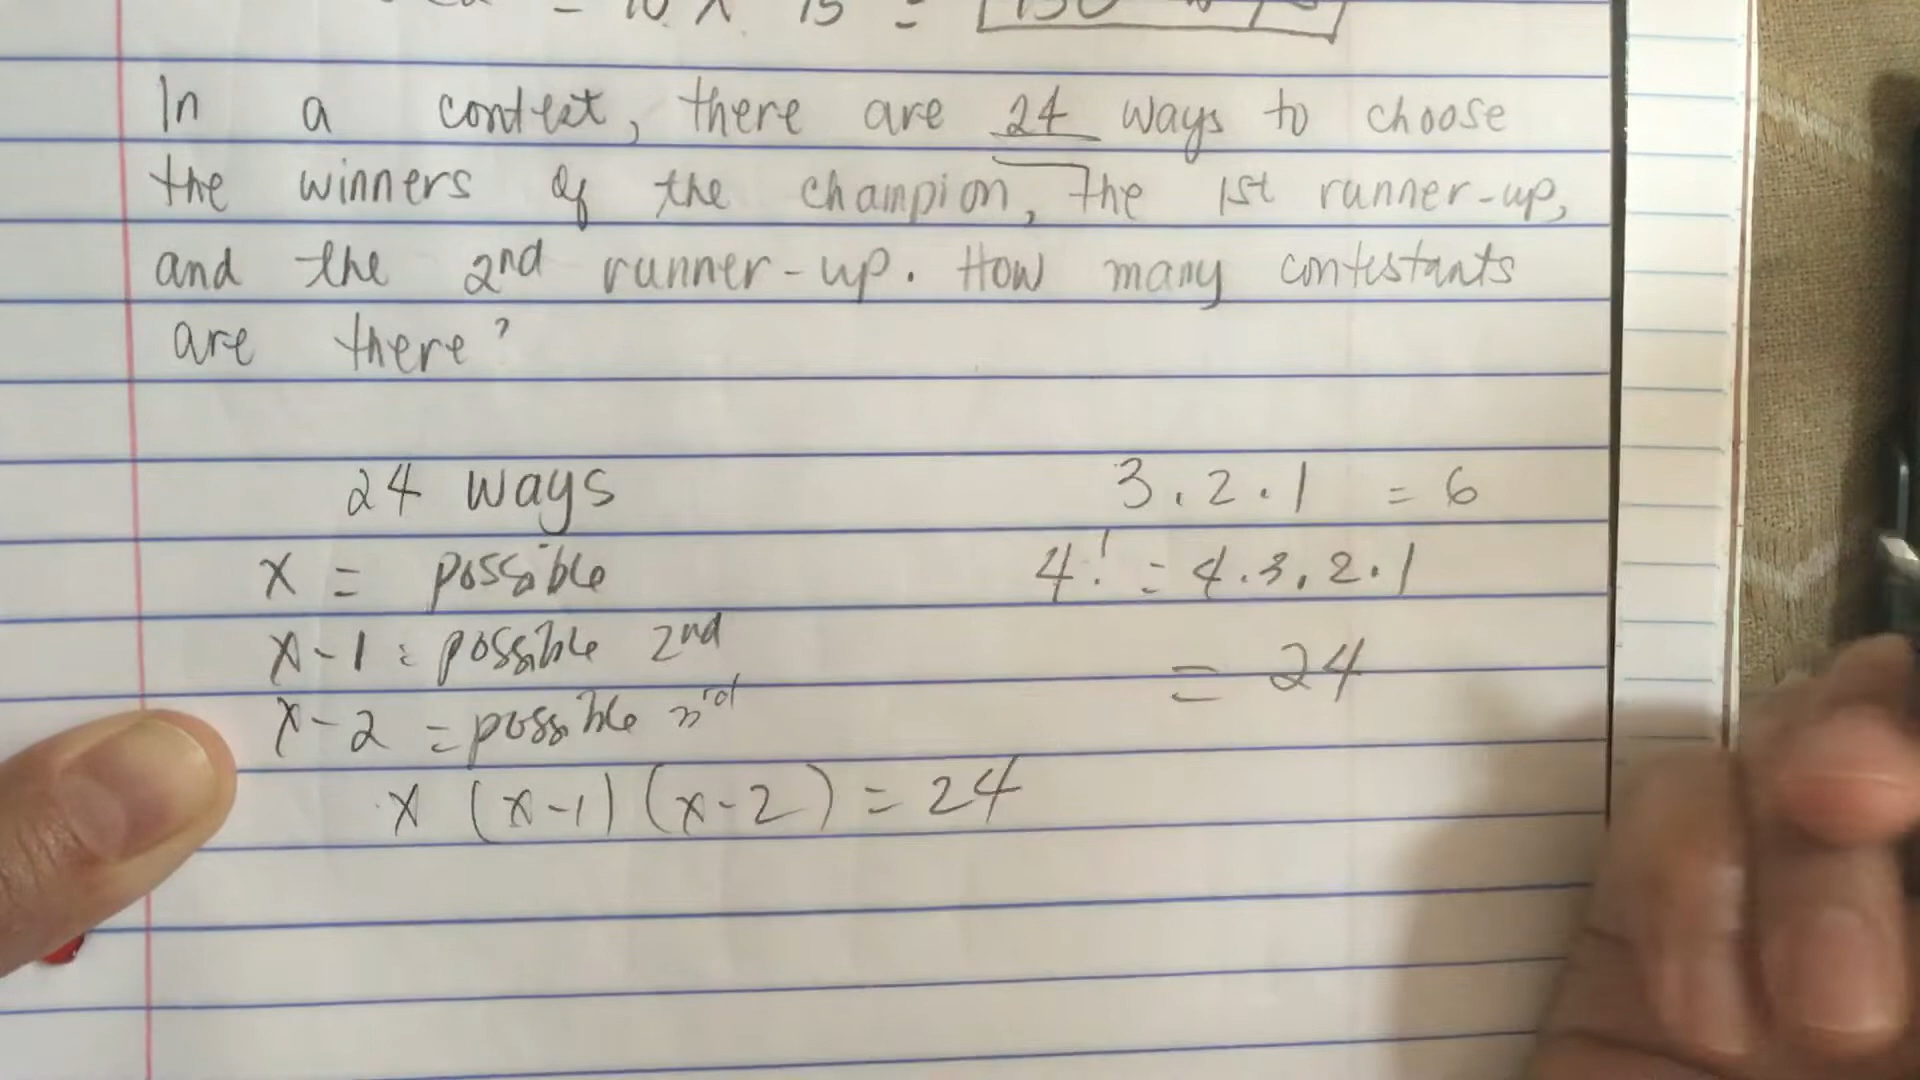 = 10 x 15 =
In a contest, there are 24 ways to choose
the winners of the champion, the 1st runner-up,
and the 2nd runner-up. How many contestants
are there?
24 ways
x = possible
x-1 = possible 2nd
x-2 = possible 3rd
x (x-1) (x-2) = 24
3.2.1 = 6
4! = 4.3.2.1
= 24